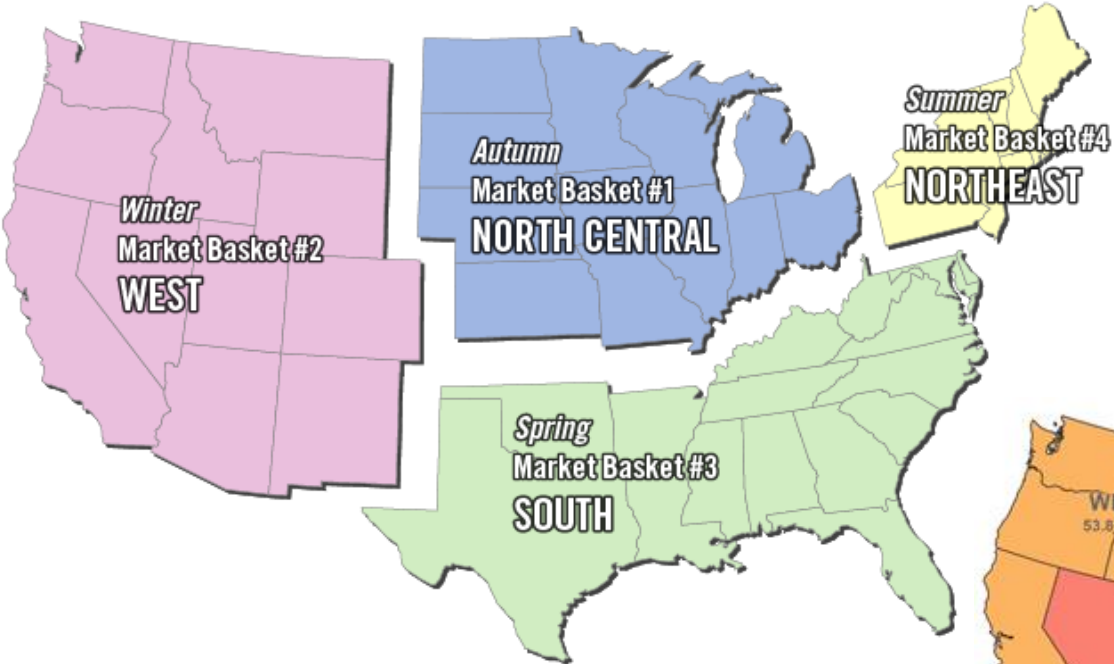 Summer
Market Basket #4
NORTHEAST
Autumn
Market Basket #1
NORTH CENTRAL
Winter
Market Basket #2
WEST
Spring
Market Basket #3
SOUTH